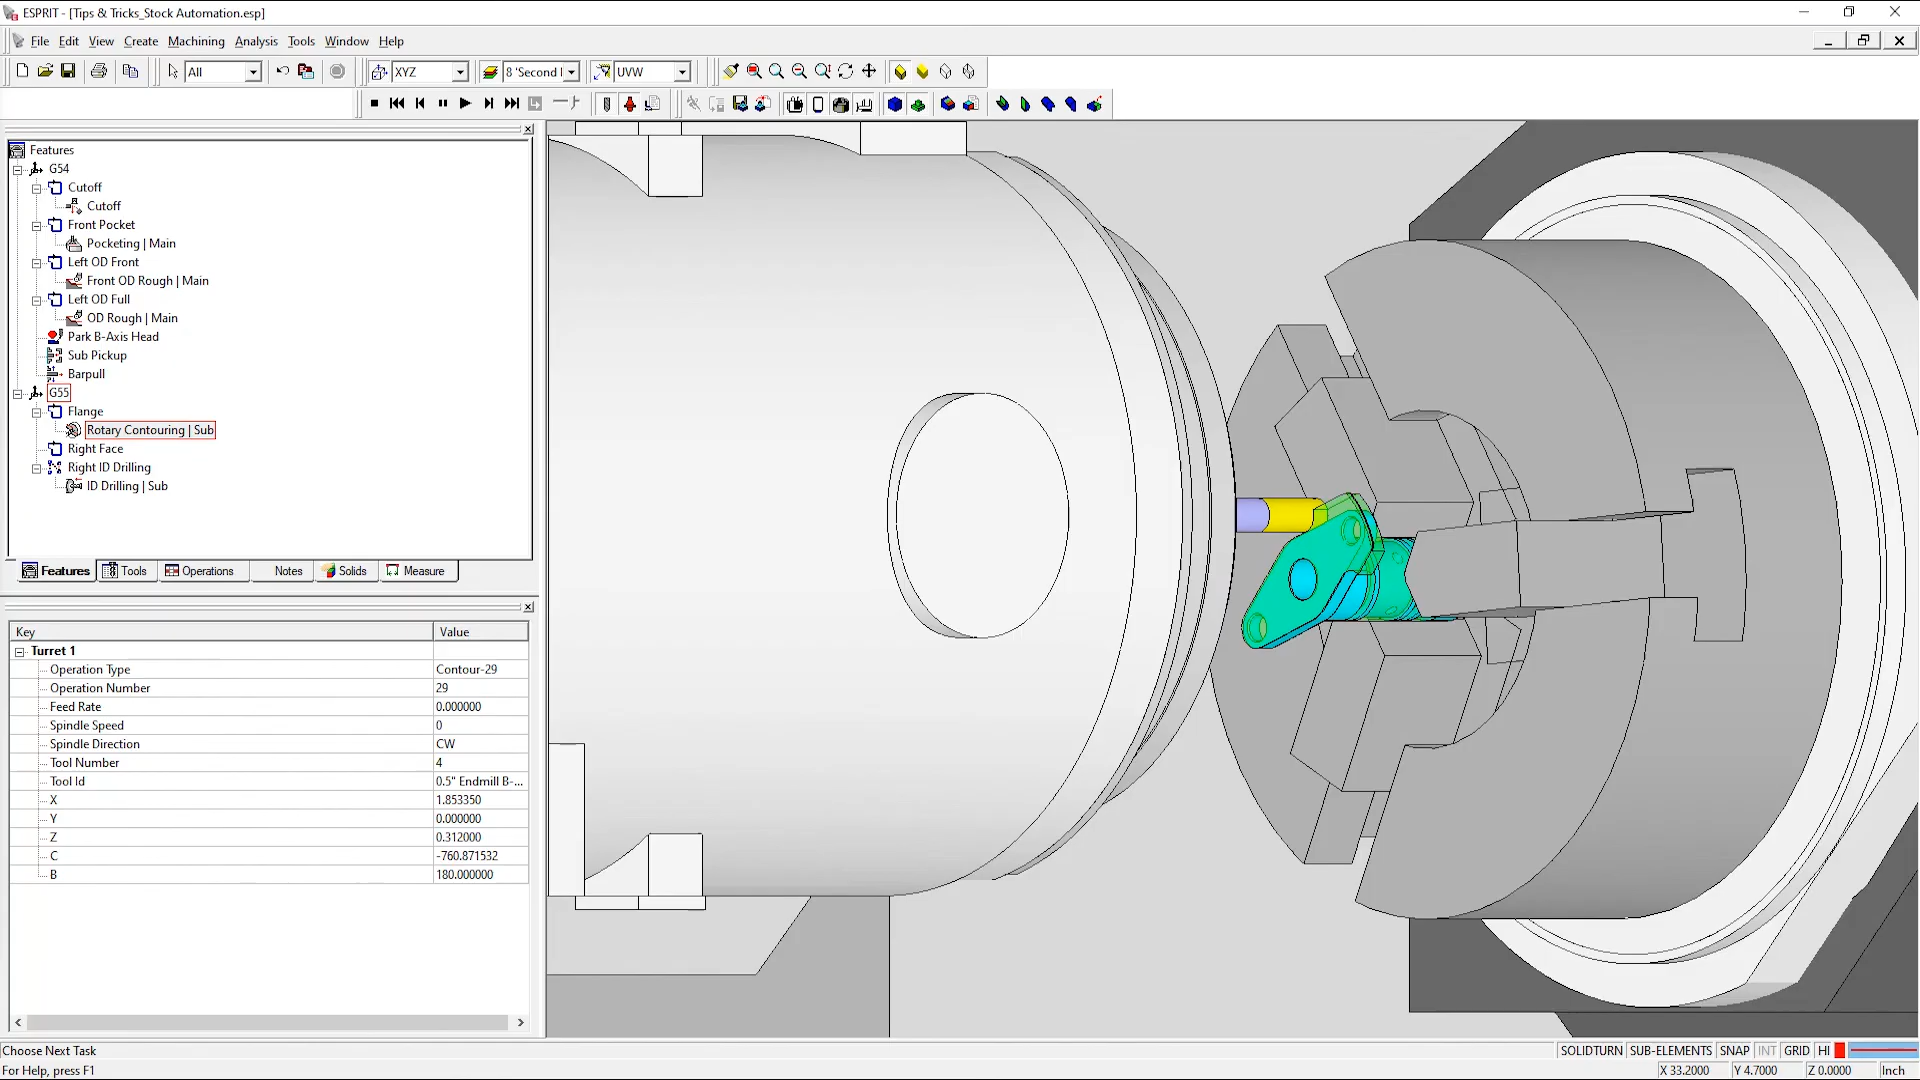 ESPRIT - [Tips & Tricks_Stock Automation.esp]
File Edit View Create Machining Analysis Tools Window Help
All XYZ 8 'Second I UVW
Features
G54
Cutoff
Cutoff
Front Pocket
Pocketing | Main
Left OD Front
Front OD Rough | Main
Left OD Full
OD Rough | Main
Park B-Axis Head
Sub Pickup
Barpull
G55
Flange
Rotary Contouring | Sub
Right Face
Right ID Drilling
ID Drilling | Sub
Features Tools Operations Notes Solids Measure
Key Value
Turret 1
Operation Type Contour-29
Operation Number 29
Feed Rate 0.000000
Spindle Speed 0
Spindle Direction CW
Tool Number 4
Tool Id 0.5" Endmill B-...
X 1.853350
Y 0.000000
Z 0.312000
C -760.871532
B 180.000000
Choose Next Task SOLIDTURN SUB-ELEMENTS SNAP INT GRID HI
For Help, press F1 X 33.2000 Y 4.7000 Z 0.0000 Inch